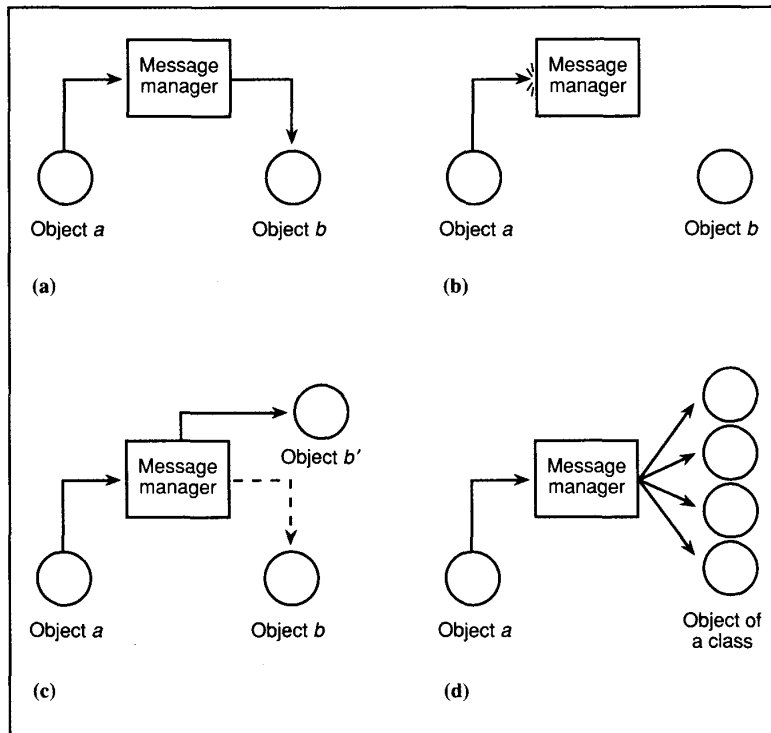 Message
manager
Object a
Object b
(a)
Message
manager
Object a
Object b
(b)
Object b'
Message
manager
Object a
Object b
(c)
Message
manager
Object a
Object of
a class
(d)